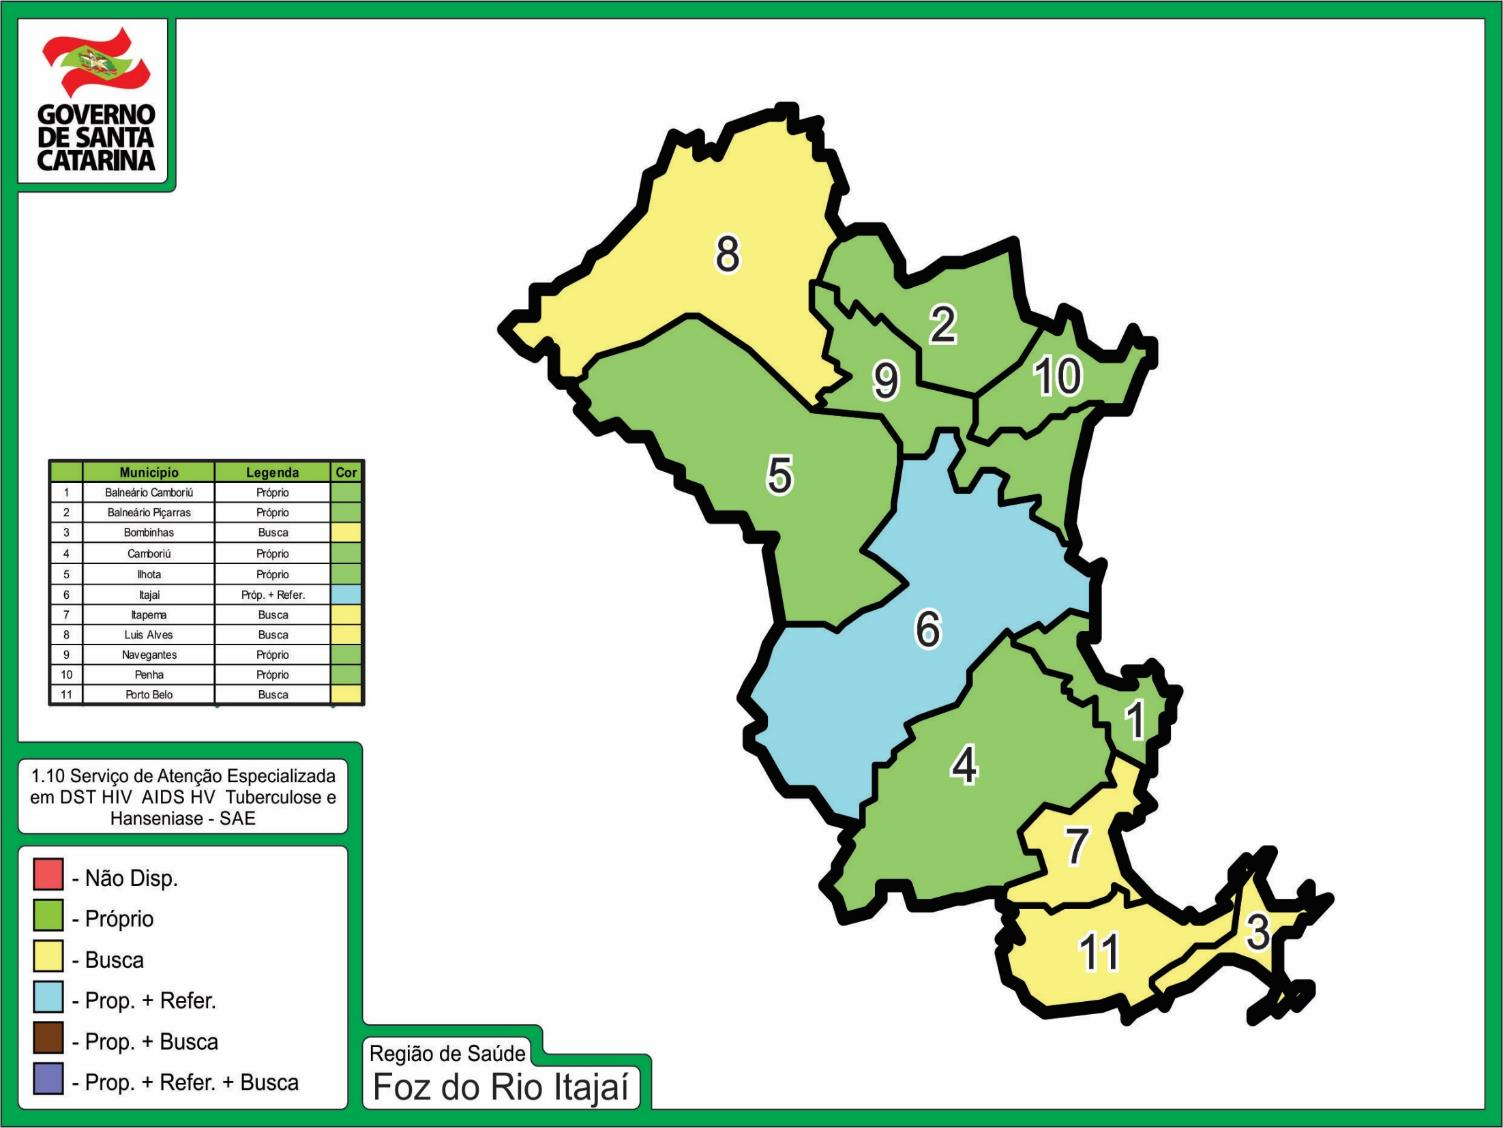 GOVERNO
DE SANTA
CATARINA
8
2
10
9
5
6
1
4
7
3
11
Município Legenda Cor
1 Balneário Camboriú Próprio
2 Balneário Piçarras Próprio
3 Bombinhas Busca
4 Camboriú Próprio
5 Ilhota Próprio
6 Itajaí Próp. + Refer.
7 Itapema Busca
8 Luis Alves Busca
9 Navegantes Próprio
10 Penha Próprio
11 Porto Belo Busca
1.10 Serviço de Atenção Especializada
em DST HIV AIDS HV Tuberculose e
Hanseniase - SAE
- Não Disp.
- Próprio
- Busca
- Prop. + Refer.
- Prop. + Busca
- Prop. + Refer. + Busca
Região de Saúde
Foz do Rio Itajaí